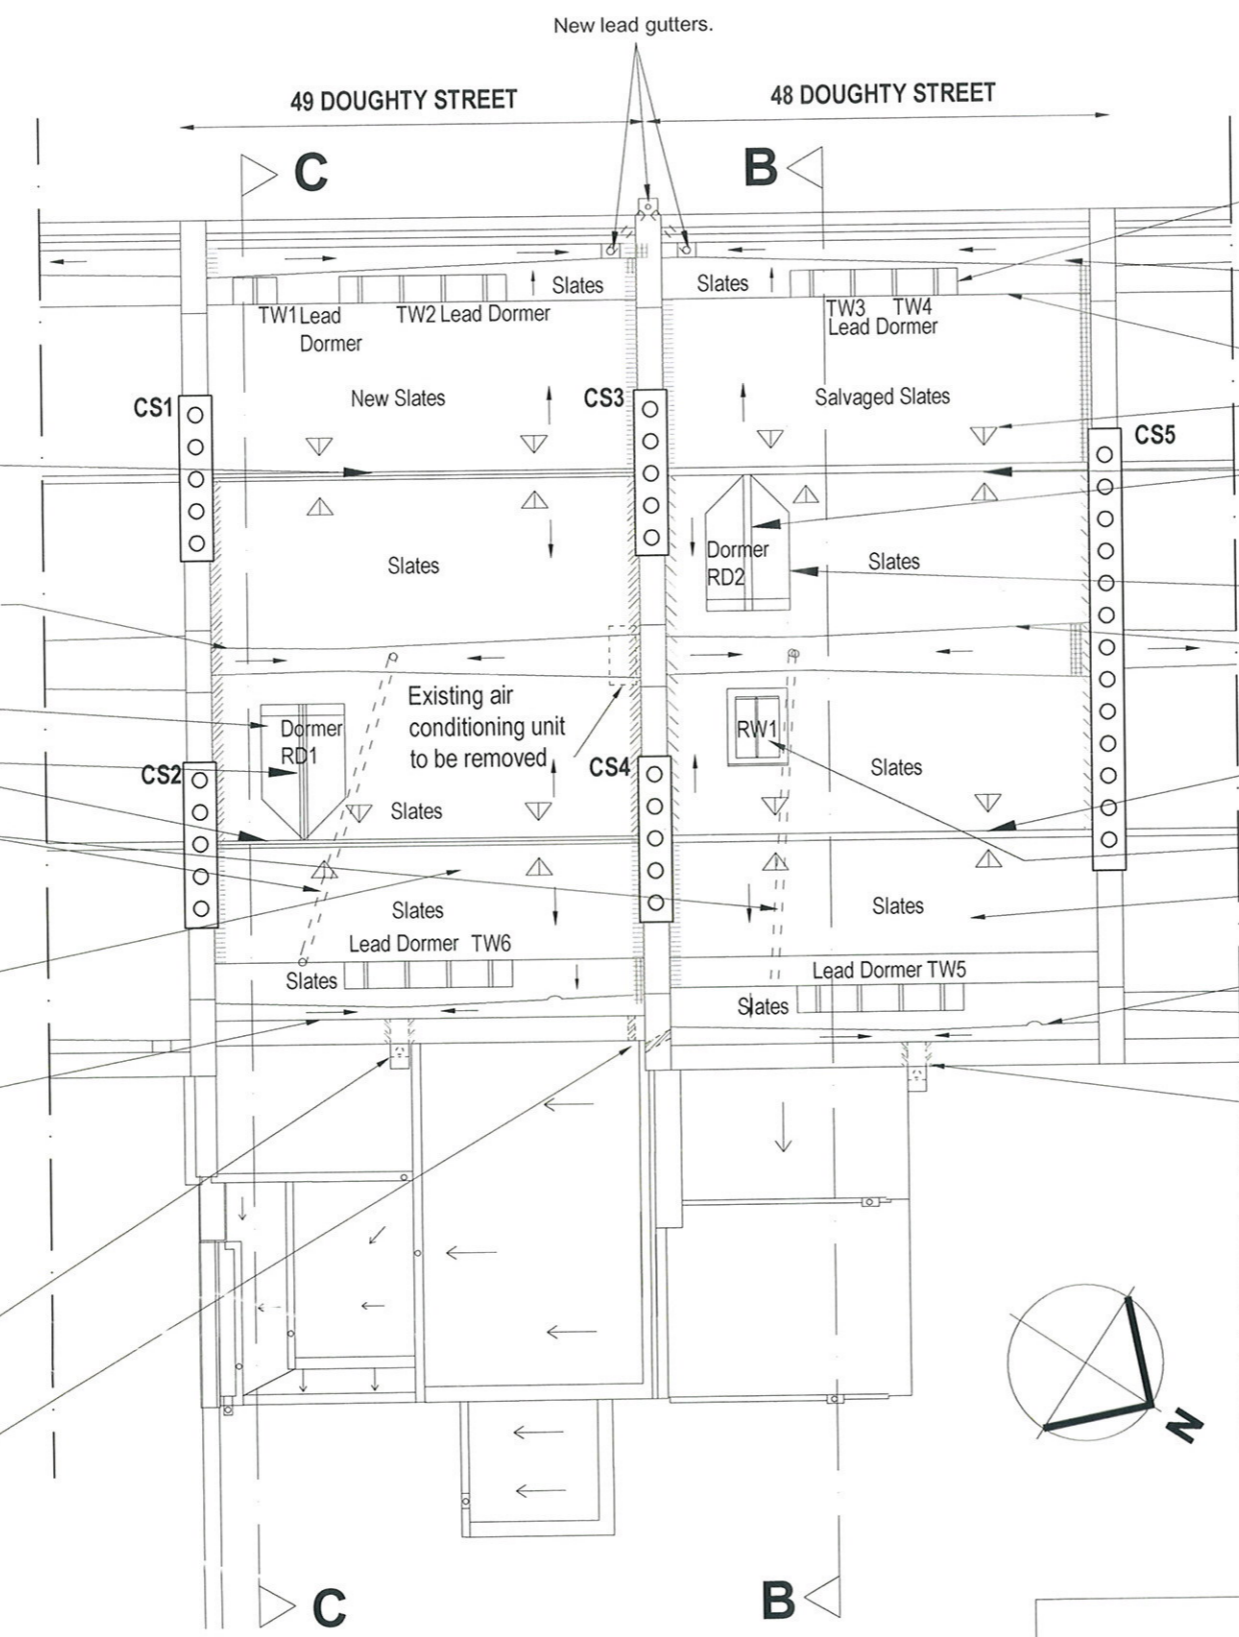 New lead gutters.
49 DOUGHTY STREET
48 DOUGHTY STREET
C
B
Slates
Slates
TW1 Lead
Dormer
TW2 Lead Dormer
TW3
TW4
Lead Dormer
New Slates
Salvaged Slates
CS1
CS3
CS5
Slates
Dormer
RD2
Slates
Existing air
conditioning unit
to be removed
Dormer
RD1
RW1
CS2
CS4
Slates
Slates
Slates
Slates
Lead Dormer TW6
Slates
Lead Dormer TW5
Slates
N
C
B